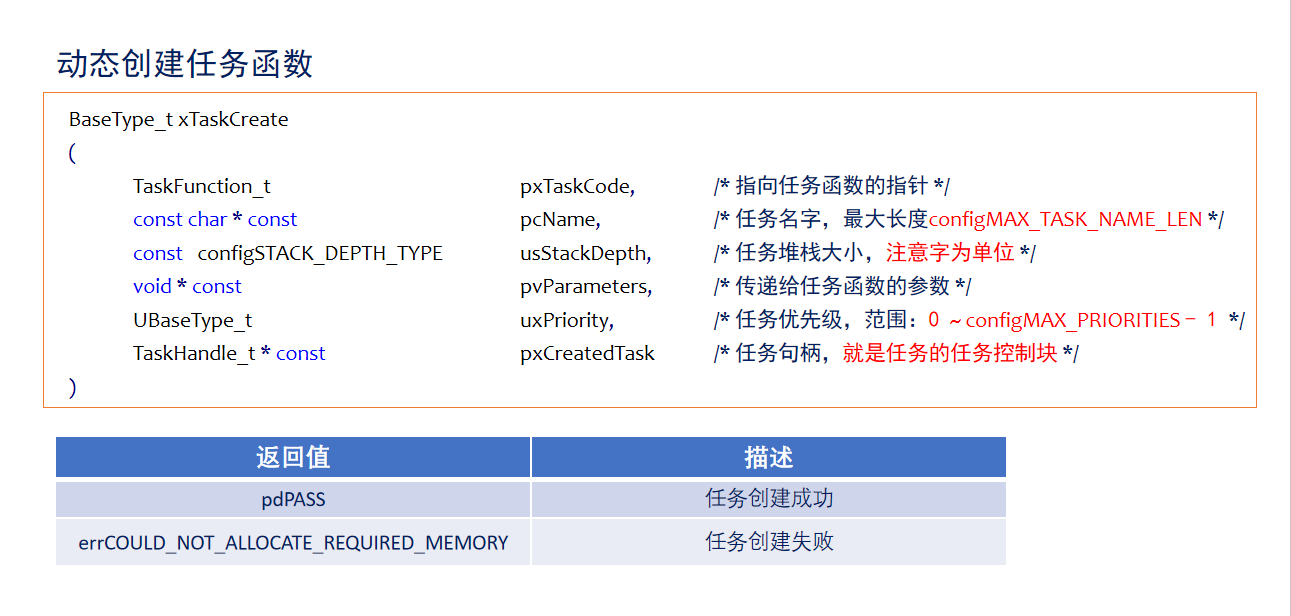 动态创建任务函数
BaseType_t xTaskCreate
(
TaskFunction_t pxTaskCode, /* 指向任务函数的指针 */
const char * const pcName, /* 任务名字，最大长度configMAX_TASK_NAME_LEN */
const configSTACK_DEPTH_TYPE usStackDepth, /* 任务堆栈大小，注意字为单位 */
void * const pvParameters, /* 传递给任务函数的参数 */
UBaseType_t uxPriority, /* 任务优先级，范围：0 ~ configMAX_PRIORITIES - 1 */
TaskHandle_t * const pxCreatedTask /* 任务句柄，就是任务的任务控制块 */
)
返回值 描述
pdPASS 任务创建成功
errCOULD_NOT_ALLOCATE_REQUIRED_MEMORY 任务创建失败